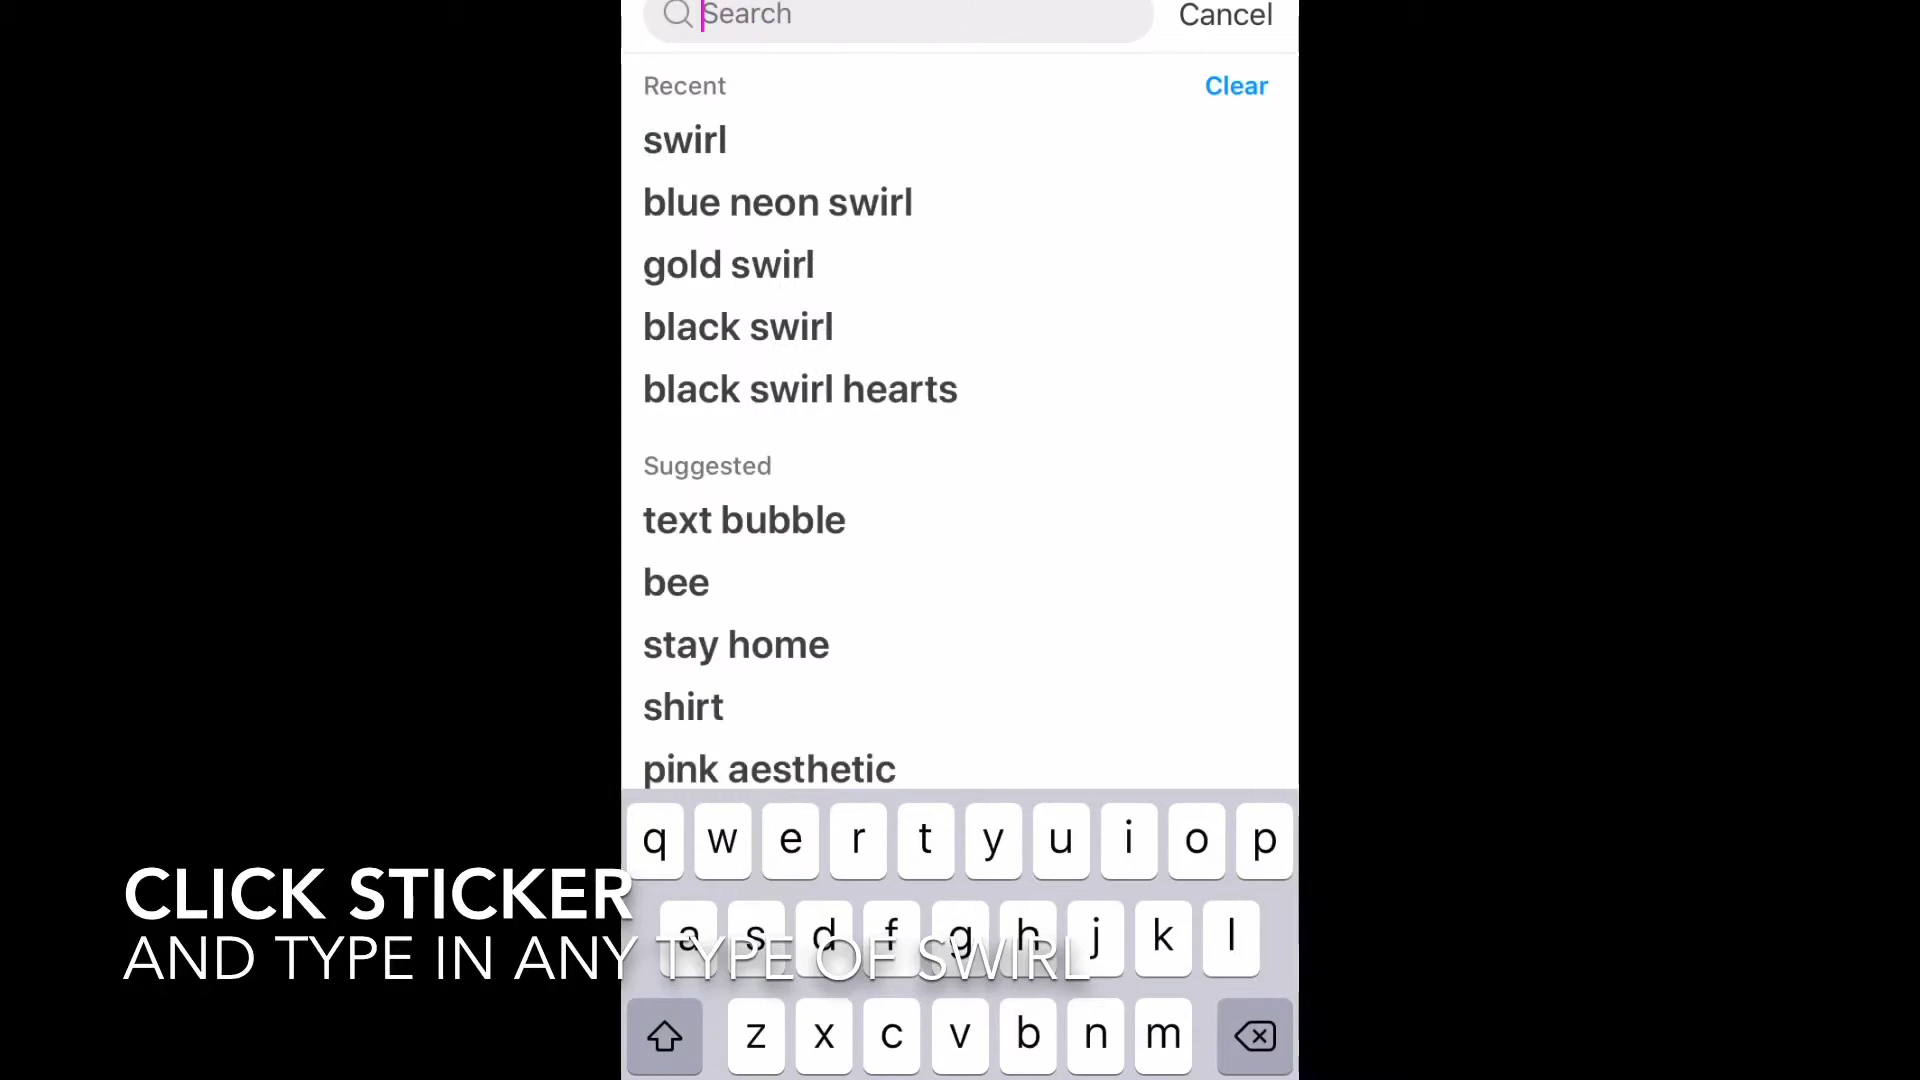 Search
Cancel
Recent
Clear
swirl
blue neon swirl
gold swirl
black swirl
black swirl hearts
Suggested
text bubble
bee
stay home
shirt
pink aesthetic
q w e r t y u i o p
a s d f g h j k l
z x c v b n m
CLICK STICKER
AND TYPE IN ANY TYPE OF SWIRL